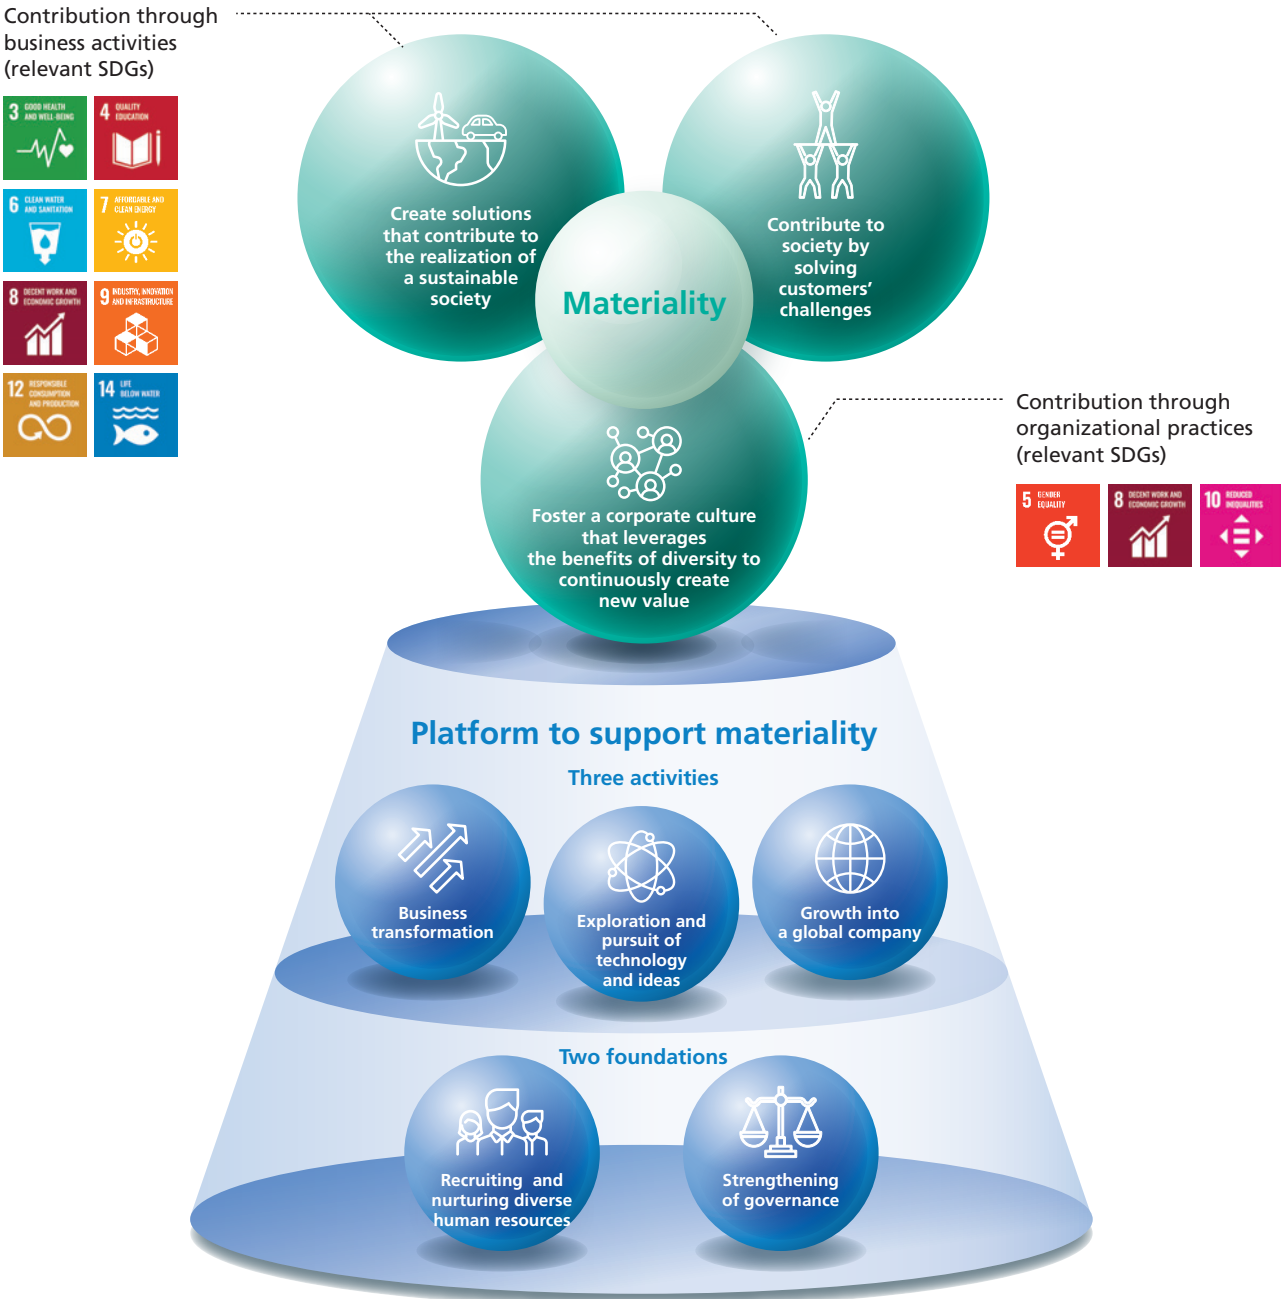 Contribution through
business activities
(relevant SDGs)
3 GOOD HEALTH
AND WELL-BEING
4 QUALITY
EDUCATION
6 CLEAN WATER
AND SANITATION
7 AFFORDABLE AND
CLEAN ENERGY
8 DECENT WORK AND
ECONOMIC GROWTH
9 INDUSTRY, INNOVATION
AND INFRASTRUCTURE
12 RESPONSIBLE
CONSUMPTION
AND PRODUCTION
14 LIFE
BELOW WATER
Create solutions
that contribute to
the realization of
a sustainable
society
Contribute to
society by
solving
customers’
challenges
Materiality
Foster a corporate culture
that leverages
the benefits of diversity to
continuously create
new value
Contribution through
organizational practices
(relevant SDGs)
5 GENDER
EQUALITY
8 DECENT WORK AND
ECONOMIC GROWTH
10 REDUCED
INEQUALITIES
Platform to support materiality
Three activities
Business
transformation
Exploration and
pursuit of
technology
and ideas
Growth into
a global company
Two foundations
Recruiting and
nurturing diverse
human resources
Strengthening
of governance